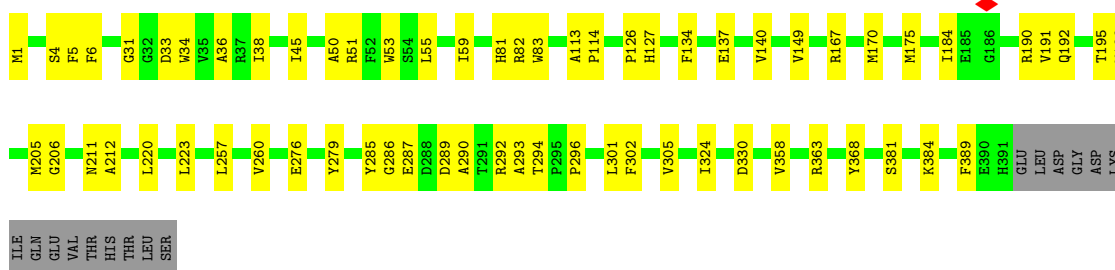 M1 S4 F5 F6 G31 G32 D33 W34 V35 A36 R37 I38 I45 A50 R51 F52 W53 S54 L55 I59 H81 R82 W83 A113 P114 P126 H127 F134 E137 V140 V149 R167 M170 M175 I184 E185 G186 R190 V191 Q192 T195
M205 G206 N211 A212 L220 L223 L257 V260 E276 Y279 Y285 G286 E287 D288 D289 A290 T291 R292 A293 T294 P295 P296 L301 F302 V305 I324 D330 V358 R363 Y368 S381 K384 F389 E390 H391 GLU LEU ASP GLY ASP LYS
ILE GLN GLU VAL THR HIS THR LEU SER